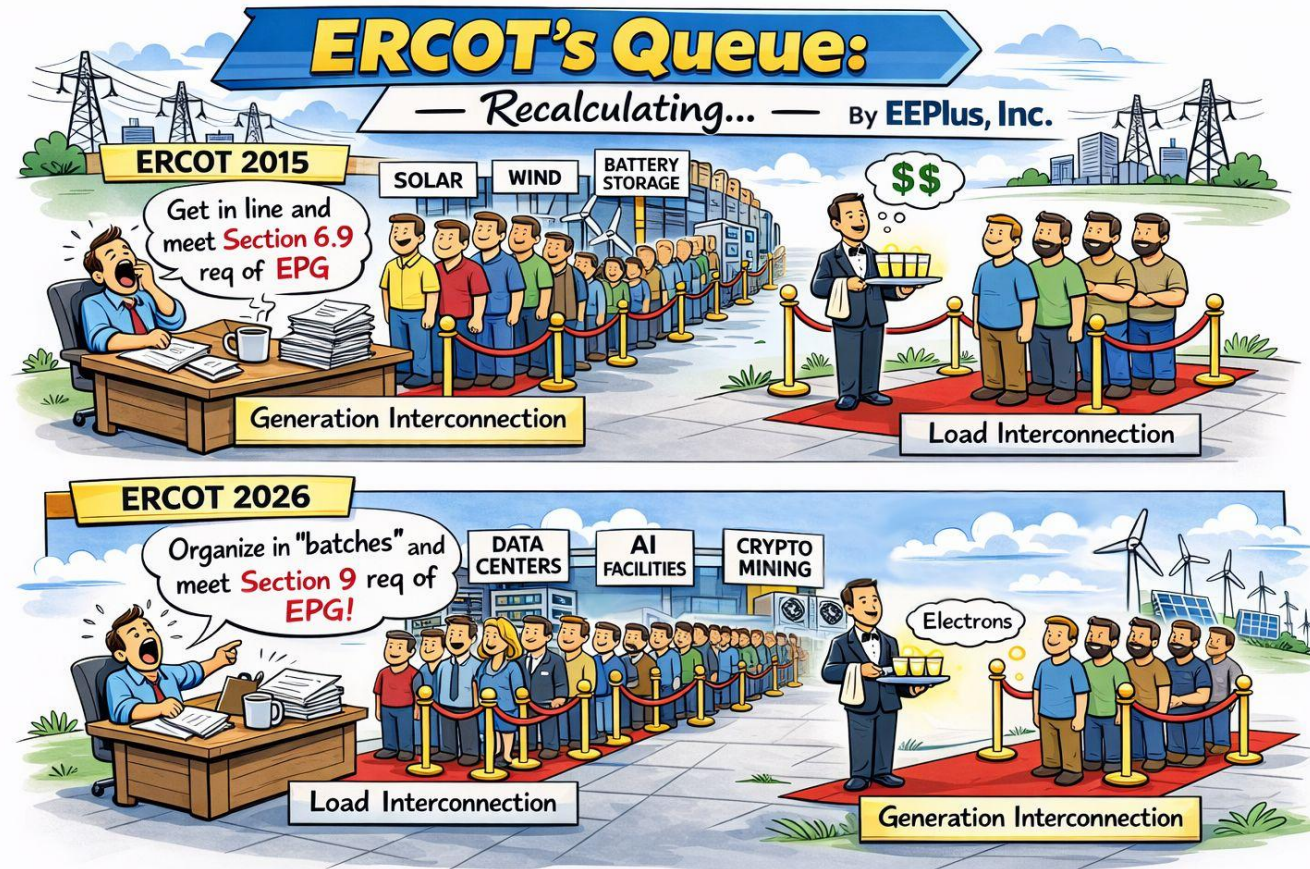 ERCOT's Queue:
— Recalculating... —
By EEPlus, Inc.
ERCOT 2015
Get in line and
meet Section 6.9
req of EPG
SOLAR
WIND
BATTERY
STORAGE
$$
Generation Interconnection
Load Interconnection
ERCOT 2026
Organize in "batches" and
meet Section 9 req of
EPG!
DATA
CENTERS
AI
FACILITIES
CRYPTO
MINING
Electrons
Load Interconnection
Generation Interconnection